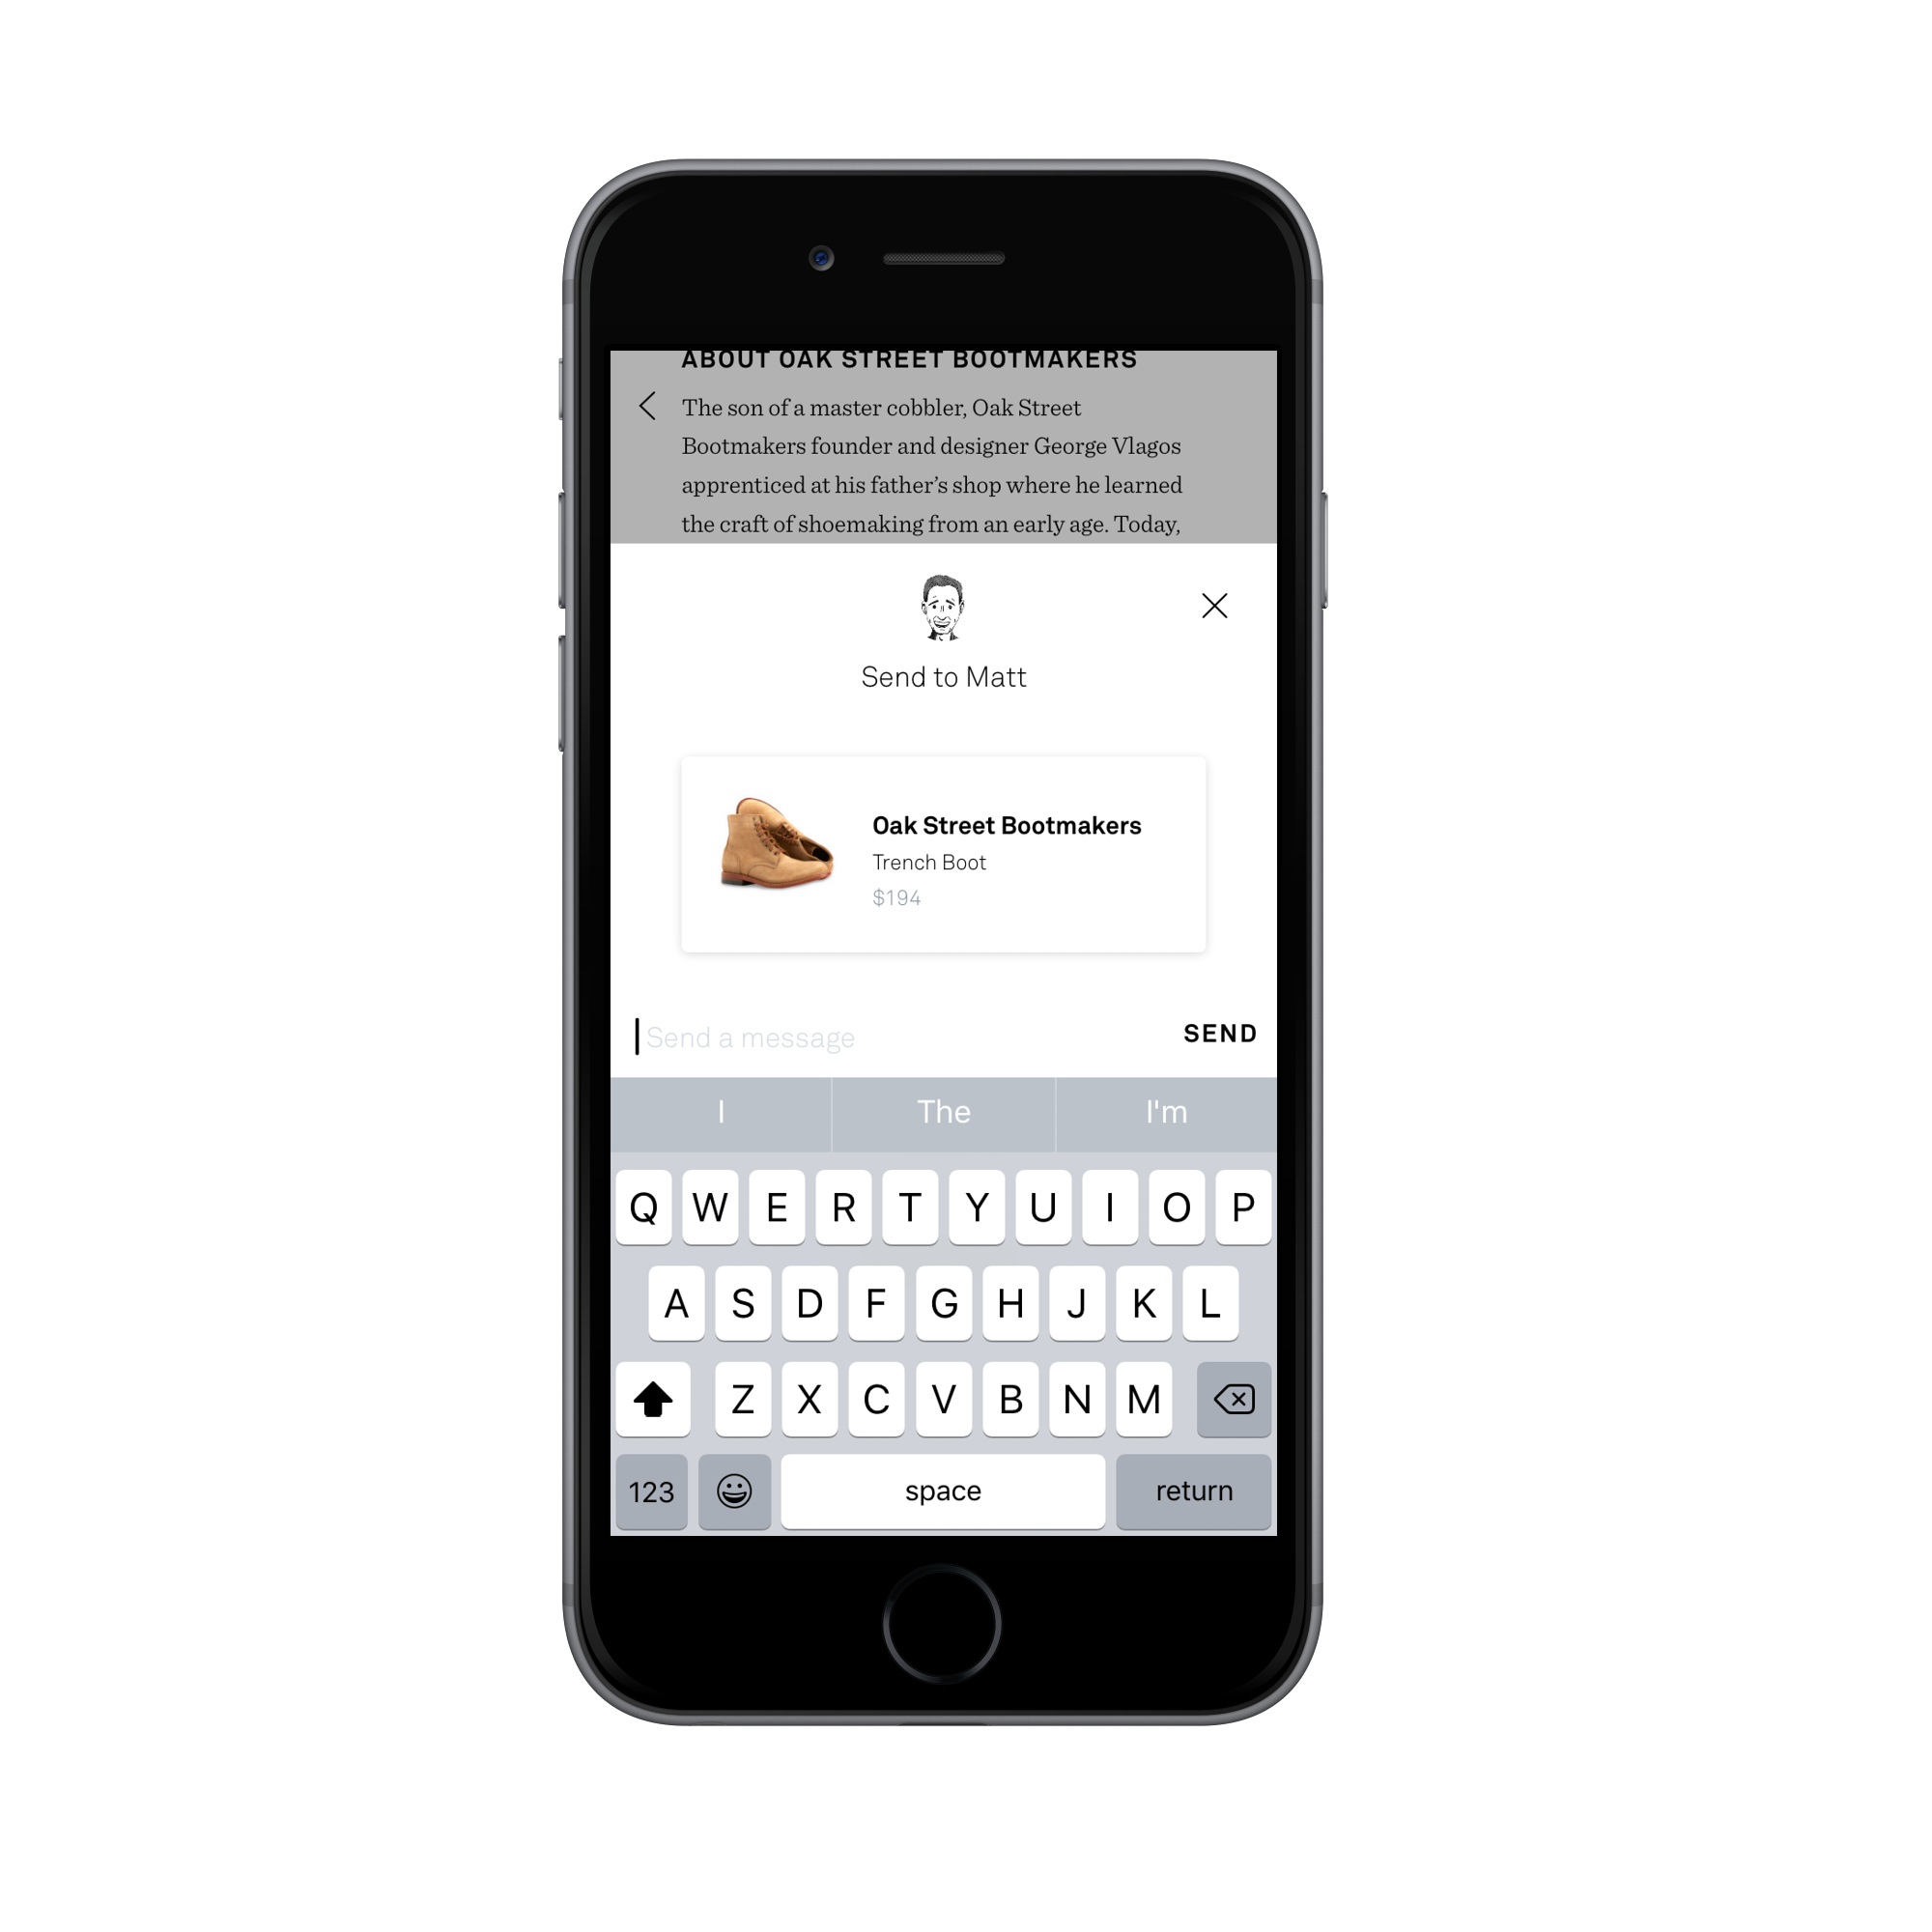 ABOUT OAK STREET BOOTMAKERS
The son of a master cobbler, Oak Street
Bootmakers founder and designer George Vlagos
apprenticed at his father’s shop where he learned
the craft of shoemaking from an early age. Today,
Send to Matt
Oak Street Bootmakers
Trench Boot
$194
Send a message
SEND
I The I'm
Q W E R T Y U I O P
A S D F G H J K L
Z X C V B N M
123 space return